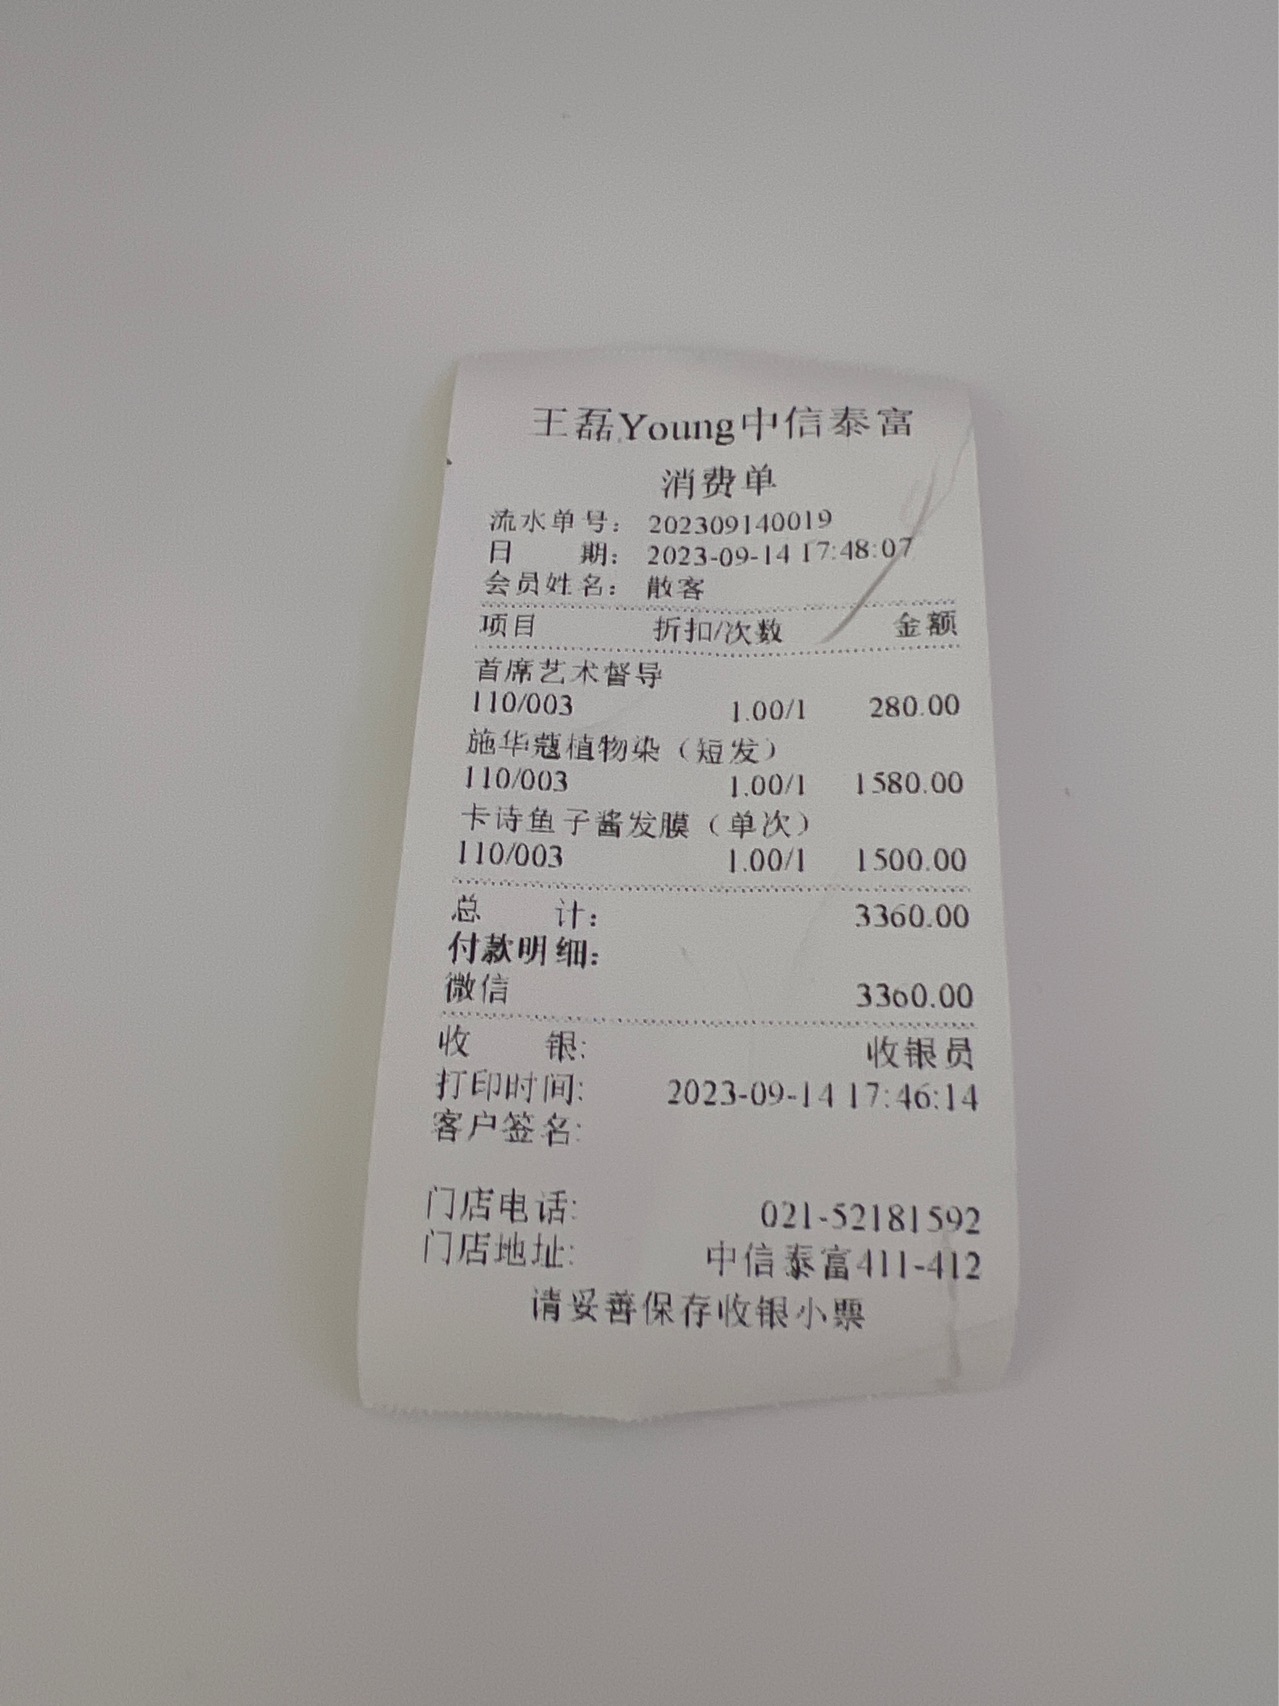 王磊Young中信泰富
消费单
流水单号： 202309140019
日 期： 2023-09-14 17:48:07
会员姓名： 散客
项目 折扣/次数 金额
首席艺术督导
110/003 1.00/1 280.00
施华蔻植物染（短发）
110/003 1.00/1 1580.00
卡诗鱼子酱发膜（单次）
110/003 1.00/1 1500.00
总 计： 3360.00
付款明细：
微信 3360.00
收 银: 收银员
打印时间: 2023-09-14 17:46:14
客户签名:
门店电话: 021-52181592
门店地址: 中信泰富411-412
请妥善保存收银小票